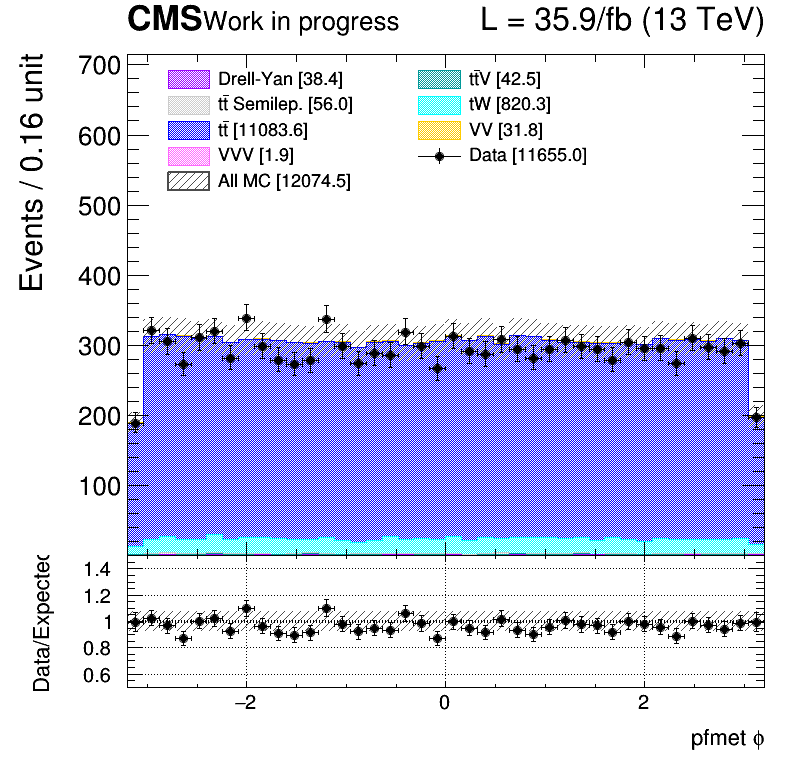 CMS Work in progress L = 35.9/fb (13 TeV)
Events / 0.16 unit
700
600
500
400
300
200
100
Drell-Yan [38.4]
tt̄ Semilep. [56.0]
tt̄ [11083.6]
VVV [1.9]
All MC [12074.5]
tt̄V [42.5]
tW [820.3]
VV [31.8]
Data [11655.0]
Data/Expected
1.4
1.2
1
0.8
0.6
−2 0 2
pfmet ϕ